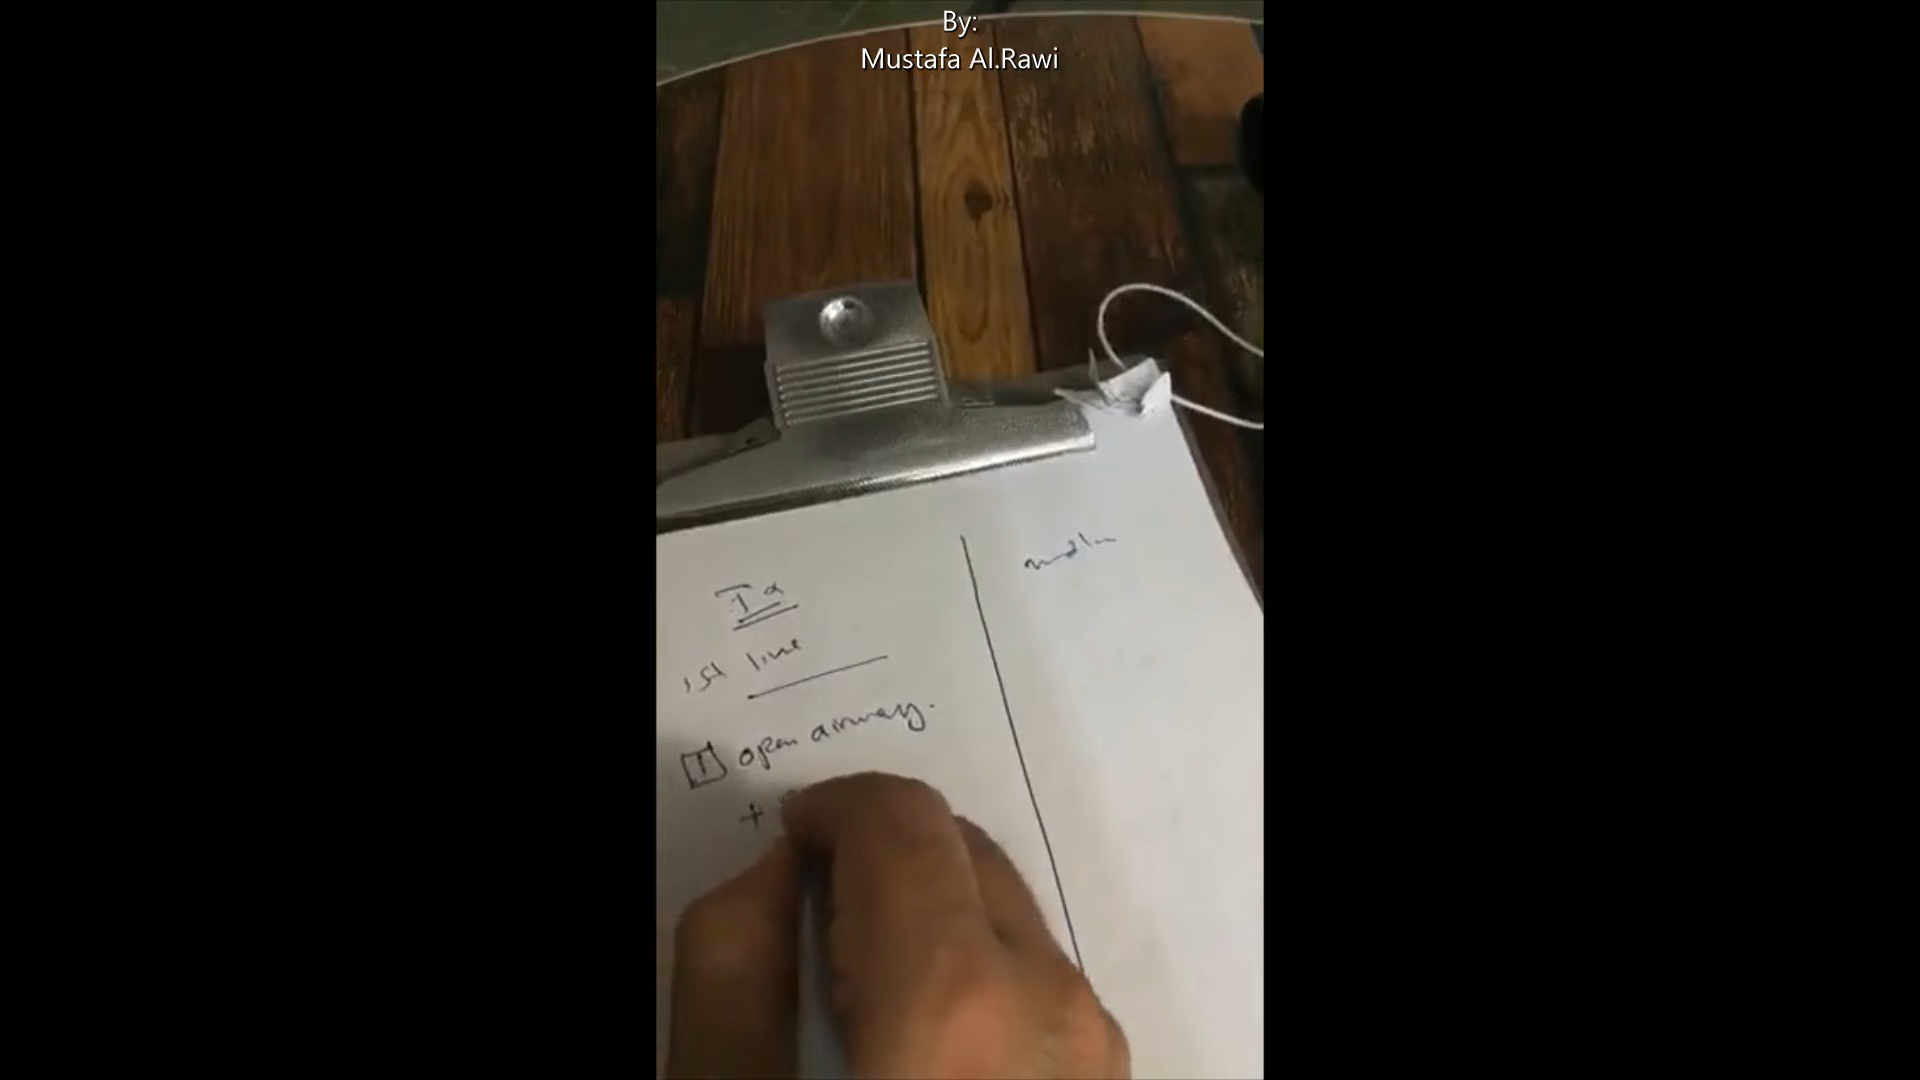 By:
Mustafa Al.Rawi
Tx
1st line
1 open airway.
+